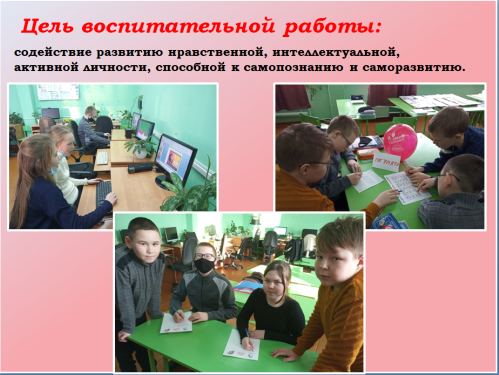 Цель воспитательной работы:
содействие развитию нравственной, интеллектуальной,
активной личности, способной к самопознанию и саморазвитию.